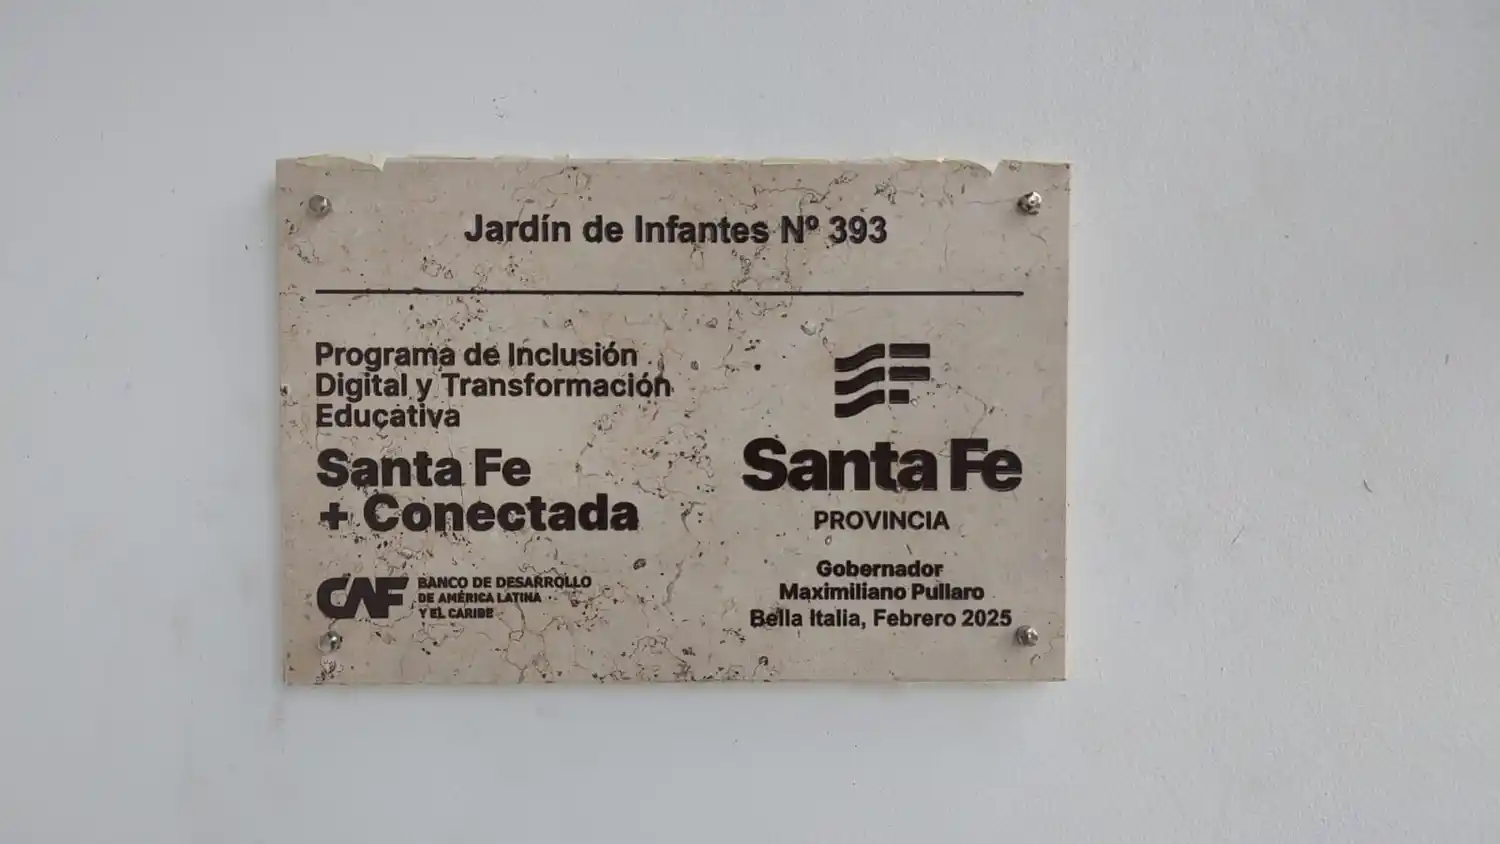 Jardín de Infantes Nº 393
Programa de Inclusión
Digital y Transformación
Educativa
Santa Fe
+ Conectada
CAF BANCO DE DESARROLLO
DE AMÉRICA LATINA
Y EL CARIBE
Santa Fe
PROVINCIA
Gobernador
Maximiliano Pullaro
Bella Italia, Febrero 2025